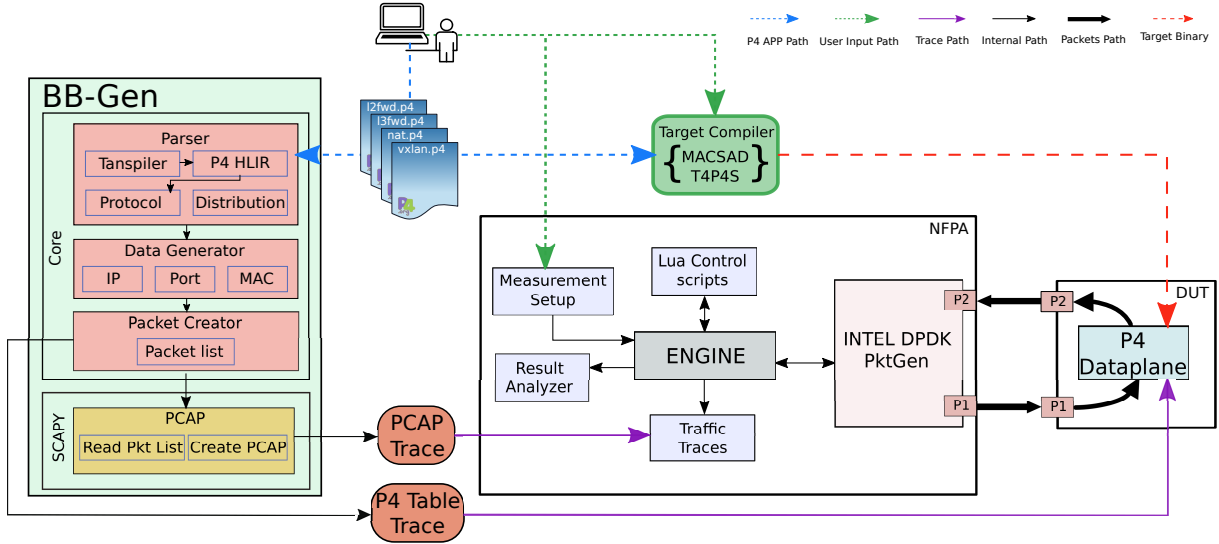 P4 APP Path
User Input Path
Trace Path
Internal Path
Packets Path
Target Binary
BB-Gen
Core
Parser
Tanspiler
P4 HLIR
Protocol
Distribution
Data Generator
IP
Port
MAC
Packet Creator
Packet list
SCAPY
PCAP
Read Pkt List
Create PCAP
l2fwd.p4
l3fwd.p4
nat.p4
vxlan.p4
P4
Target Compiler
{ MACSAD }
T4P4S
NFPA
Measurement
Setup
Lua Control
scripts
ENGINE
Result
Analyzer
Traffic
Traces
INTEL DPDK
PktGen
P2
P1
DUT
P2
P1
P4
Dataplane
PCAP
Trace
P4 Table
Trace